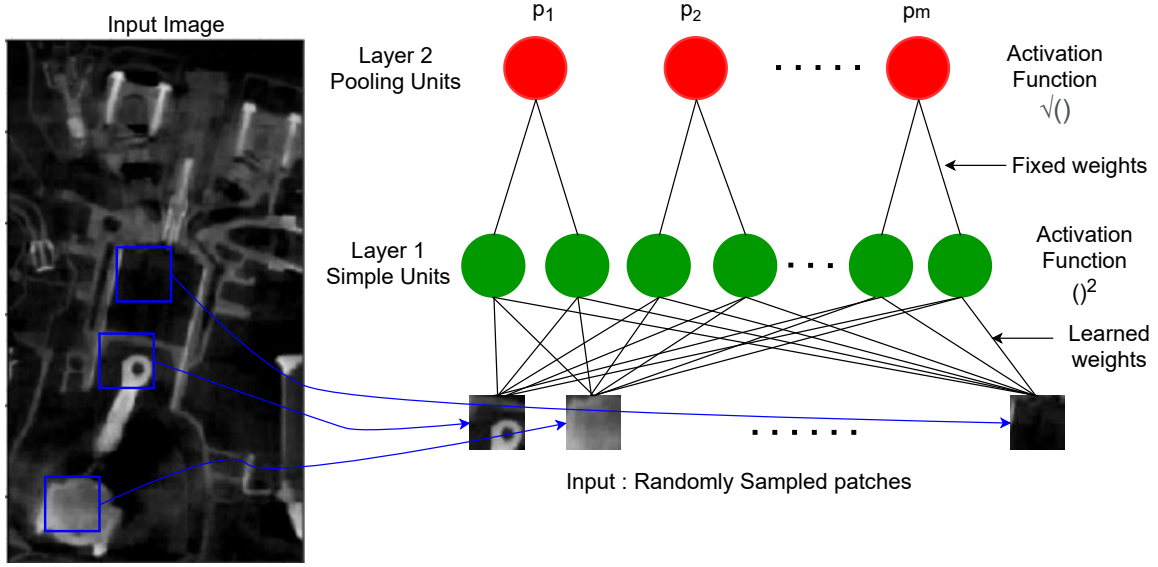 Input Image
p1
p2
pm
Layer 2
Pooling Units
. . . . .
Activation
Function
√()
Fixed weights
Layer 1
Simple Units
. . .
Activation
Function
()²
Learned
weights
. . . . . .
Input : Randomly Sampled patches